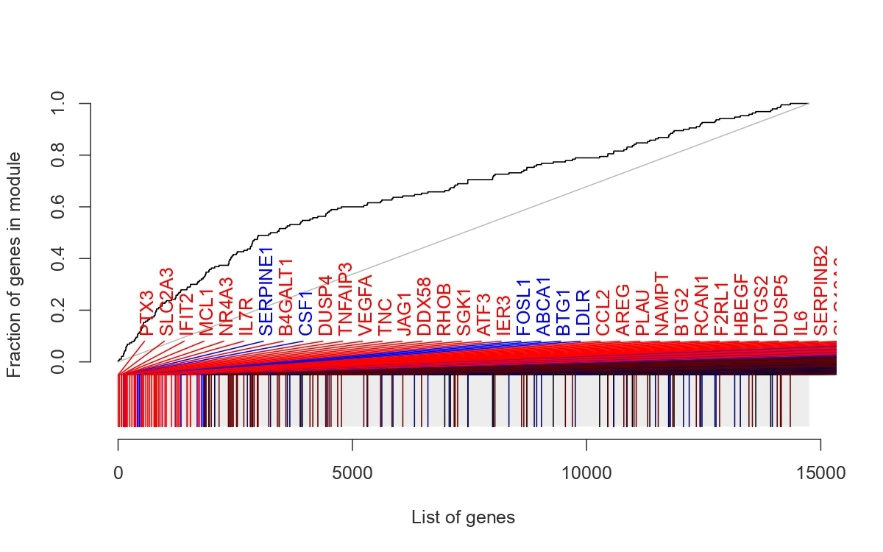 Fraction of genes in module
1.0
0.8
0.6
0.4
0.2
0.0
PTX3
SLC2A3
IFIT2
MCL1
NR4A3
IL7R
SERPINE1
B4GALT1
CSF1
DUSP4
TNFAIP3
VEGFA
TNC
JAG1
DDX58
RHOB
SGK1
ATF3
IER3
FOSL1
ABCA1
BTG1
LDLR
CCL2
AREG
PLAU
NAMPT
BTG2
RCAN1
F2RL1
HBEGF
PTGS2
DUSP5
IL6
SERPINB2
0
5000
10000
15000
List of genes